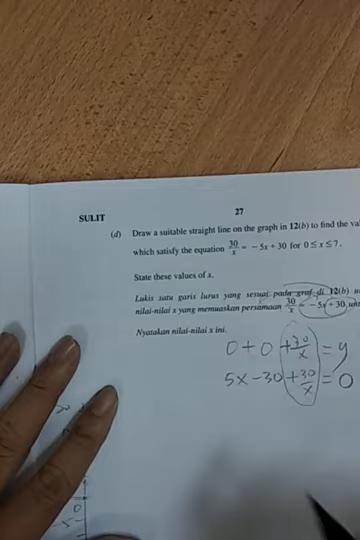 SULIT
27
(d) Draw a suitable straight line on the graph in 12(b) to find the
which satisfy the equation 30/x = -5x + 30 for 0 ≤ x ≤ 7.
State these values of x.
Lukis satu garis lurus yang sesuai pada graf di 12(b)
nilai-nilai x yang memuaskan persamaan 30/x = -5x + 30
Nyatakan nilai-nilai x ini.
0 + 0 + 30/x = y
5x - 30 + 30/x = 0
0
-5